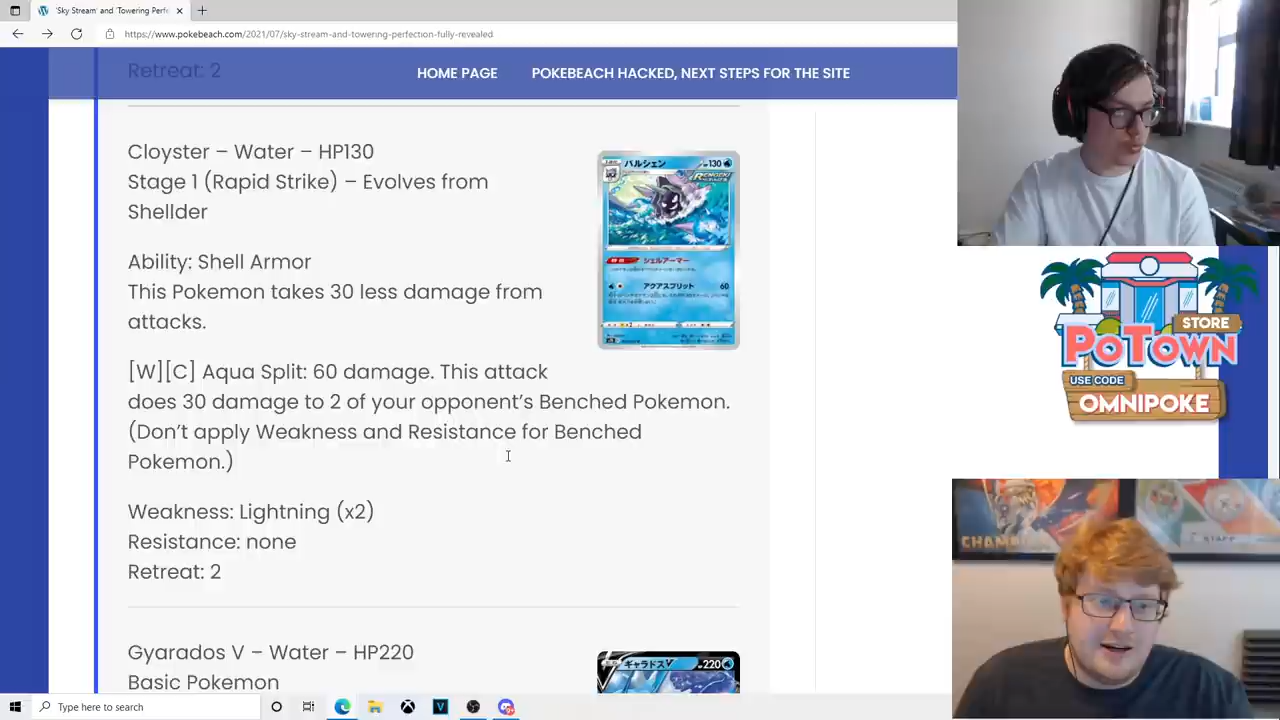 'Sky Stream' and 'Towering Perf
https://www.pokebeach.com/2021/07/sky-stream-and-towering-perfection-fully-revealed
HOME PAGE
POKEBEACH HACKED, NEXT STEPS FOR THE SITE
Retreat: 2
Cloyster – Water – HP130
Stage 1 (Rapid Strike) – Evolves from
Shellder
Ability: Shell Armor
This Pokemon takes 30 less damage from
attacks.
[W][C] Aqua Split: 60 damage. This attack
does 30 damage to 2 of your opponent's Benched Pokemon.
(Don't apply Weakness and Resistance for Benched
Pokemon.)
Weakness: Lightning (x2)
Resistance: none
Retreat: 2
パルシェン
130
シェルアーマー
アクアスプリット 60
Gyarados V – Water – HP220
Basic Pokemon
ギャラドスV
220
STORE
POTOWN
USE CODE
OMNIPOKE
CHAMP
STAFF
Type here to search